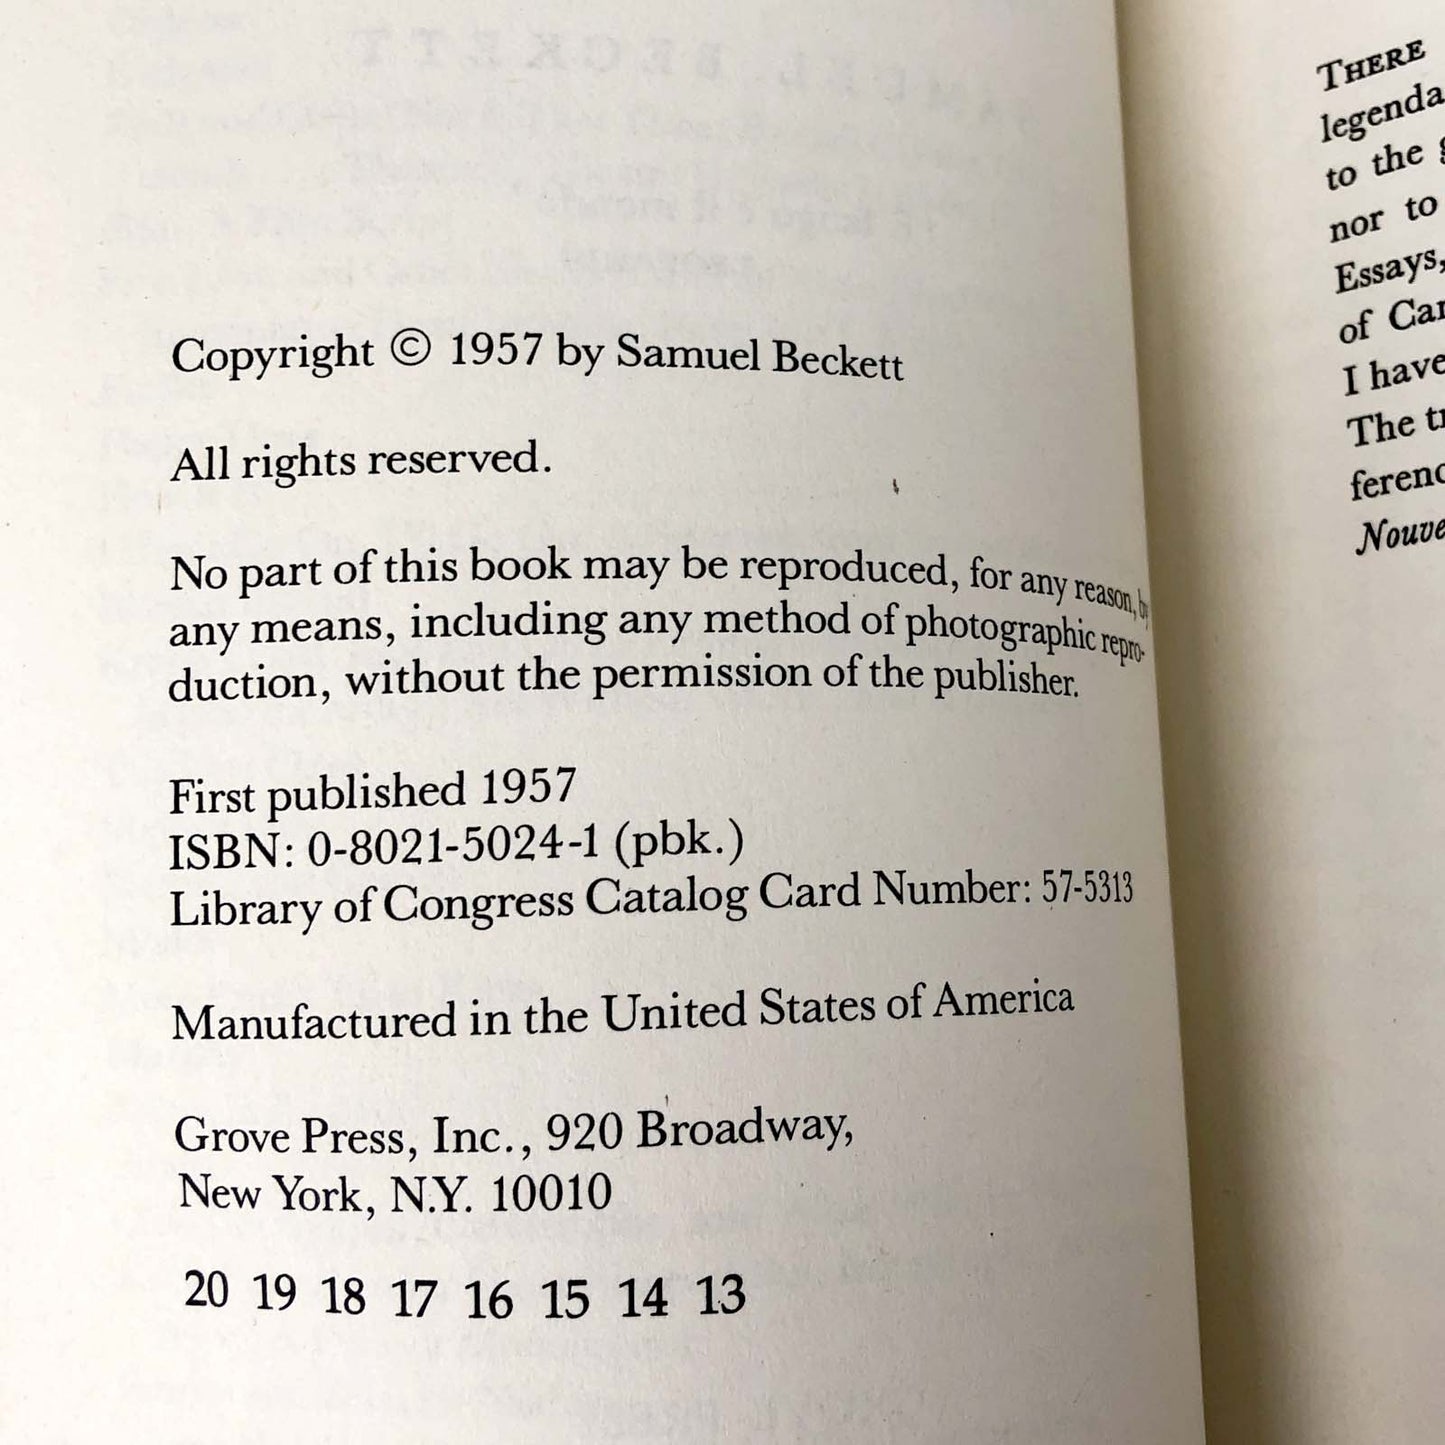 Copyright © 1957 by Samuel Beckett
All rights reserved.
No part of this book may be reproduced, for any reason, by
any means, including any method of photographic repro-
duction, without the permission of the publisher.
First published 1957
ISBN: 0-8021-5024-1 (pbk.)
Library of Congress Catalog Card Number: 57-5313
Manufactured in the United States of America
Grove Press, Inc., 920 Broadway,
New York, N.Y. 10010
20 19 18 17 16 15 14 13
THERE
legenda
to the
nor to
Essays,
of Car
I have
The tr
ferenc
Nouve